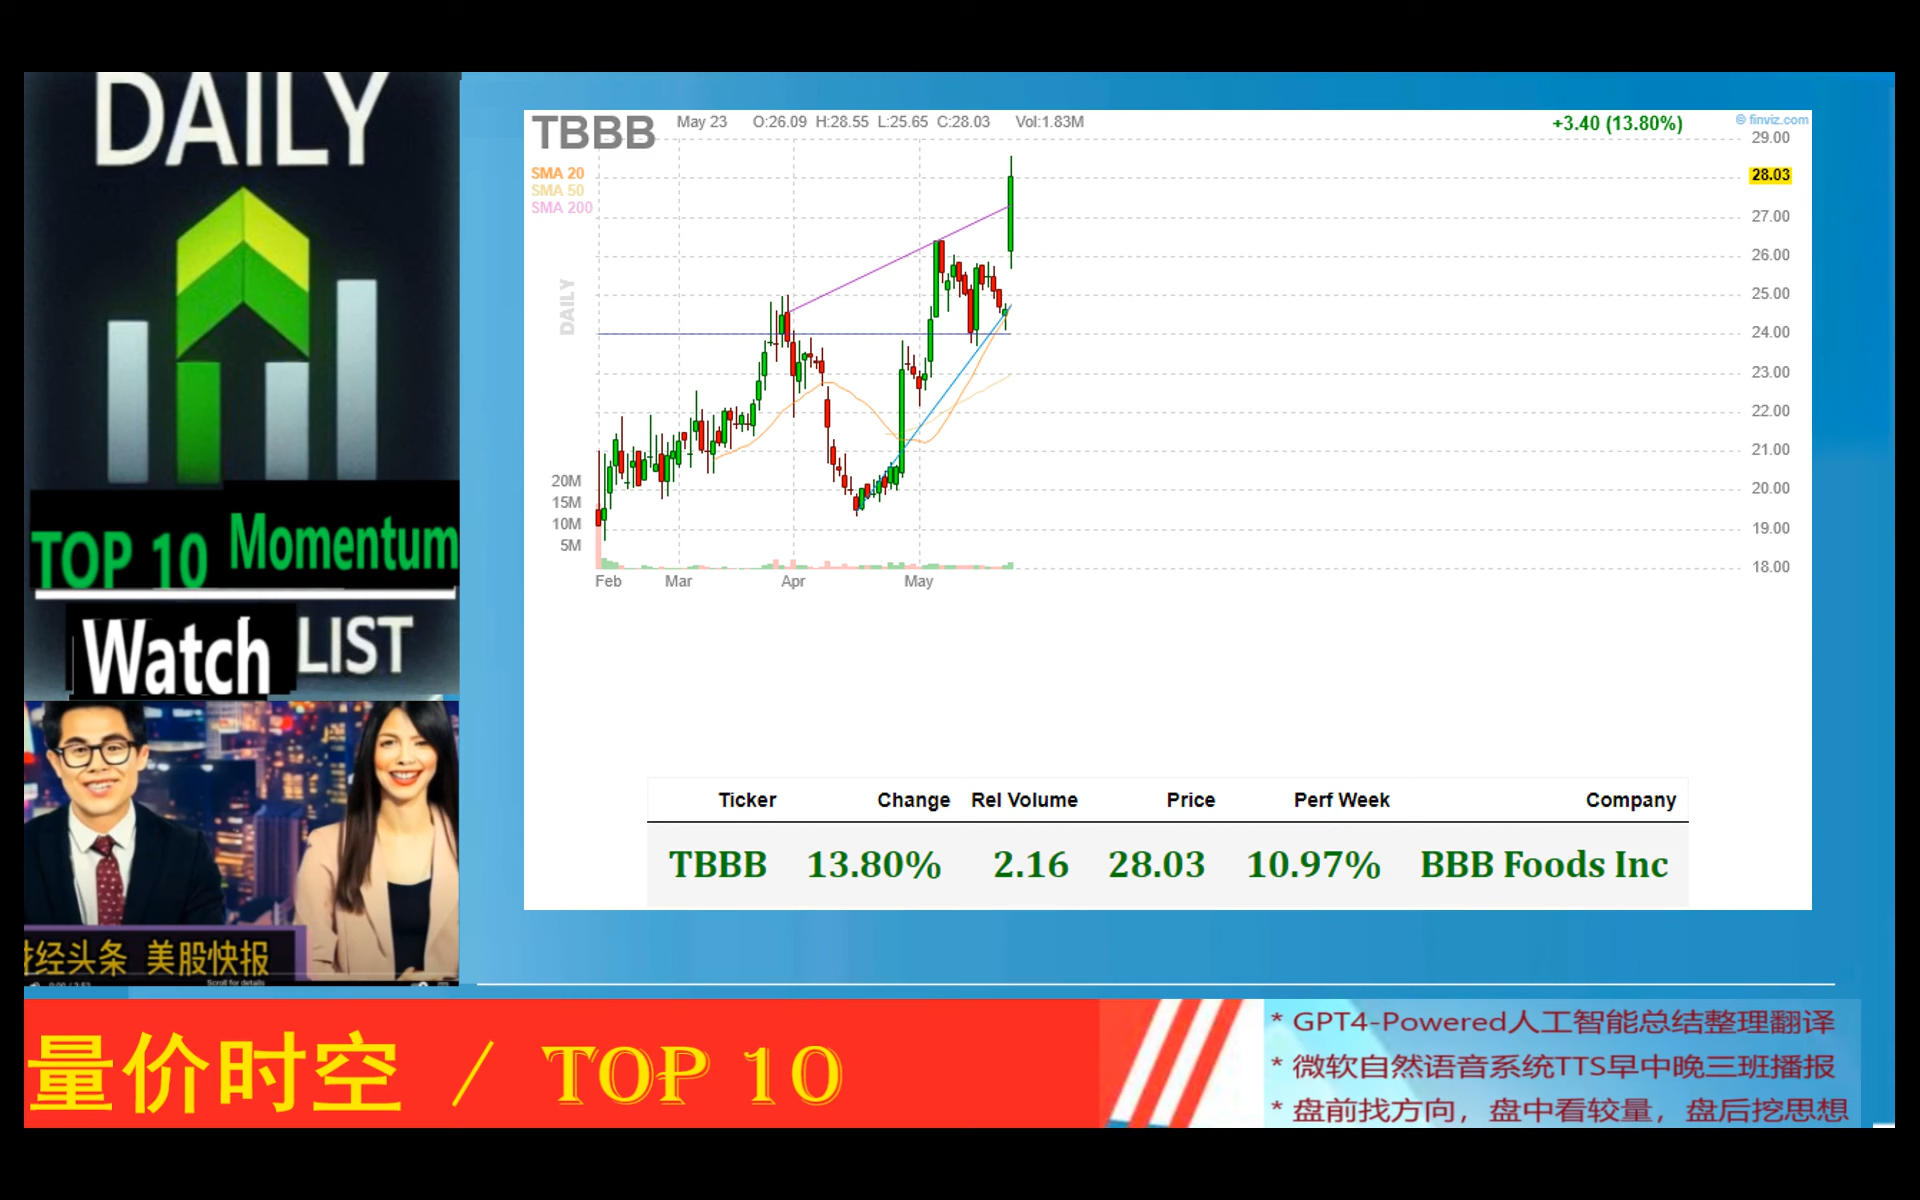 DAILY
TOP 10 Momentum
Watch LIST
财经头条 美股快报
Scroll for details
TBBB
May 23 O:26.09 H:28.55 L:25.65 C:28.03 Vol:1.83M
+3.40 (13.80%)
© finviz.com
SMA 20
SMA 50
SMA 200
DAILY
29.00
28.03
27.00
26.00
25.00
24.00
23.00
22.00
21.00
20.00
19.00
18.00
20M
15M
10M
5M
Feb Mar Apr May
Ticker Change Rel Volume Price Perf Week Company
TBBB 13.80% 2.16 28.03 10.97% BBB Foods Inc
量价时空 / TOP 10
* GPT4-Powered人工智能总结整理翻译
* 微软自然语音系统TTS早中晚三班播报
* 盘前找方向，盘中看较量，盘后挖思想